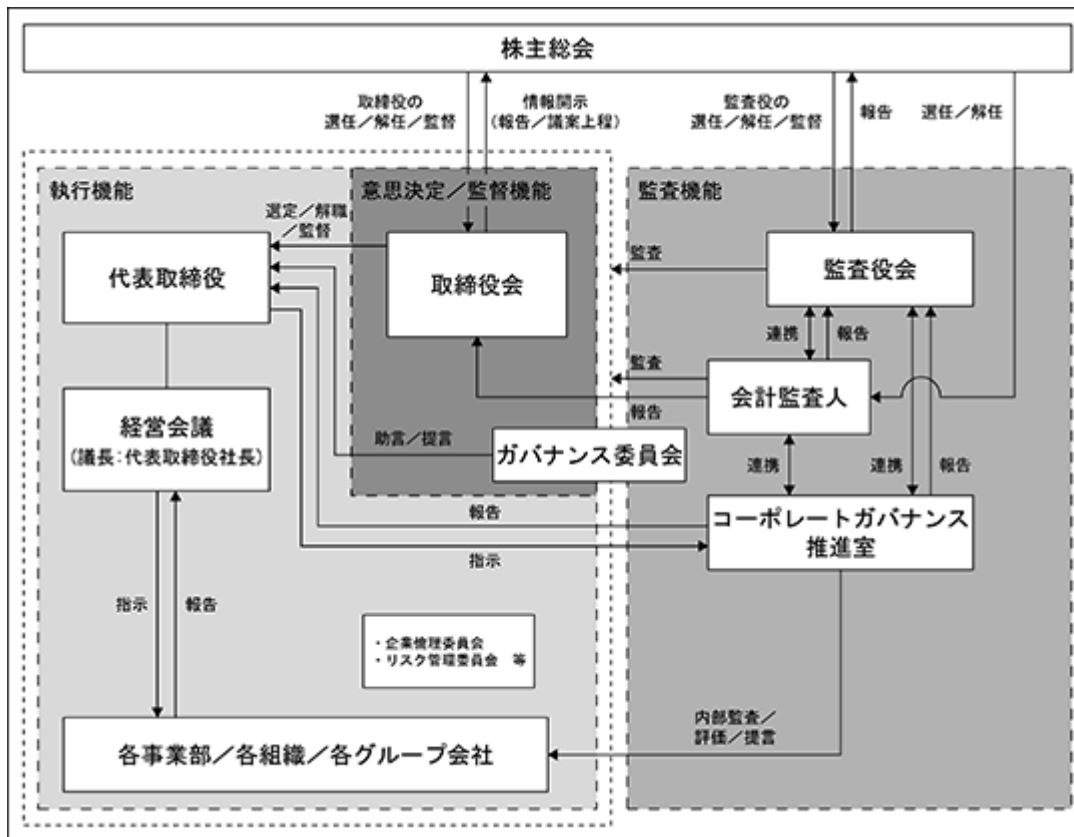 株主総会
取締役の
選任／解任／監督
情報開示
（報告／議案上程）
監査役の
選任／解任／監督
報告
選任／解任
執行機能
意思決定／監督機能
監査機能
選定／解職
／監督
代表取締役
取締役会
監査
監査役会
連携
報告
監査
会計監査人
報告
経営会議
（議長：代表取締役社長）
助言／提言
ガバナンス委員会
連携
連携
報告
報告
コーポレートガバナンス
推進室
指示
指示
報告
・企業倫理委員会
・リスク管理委員会　等
内部監査／
評価／提言
各事業部／各組織／各グループ会社